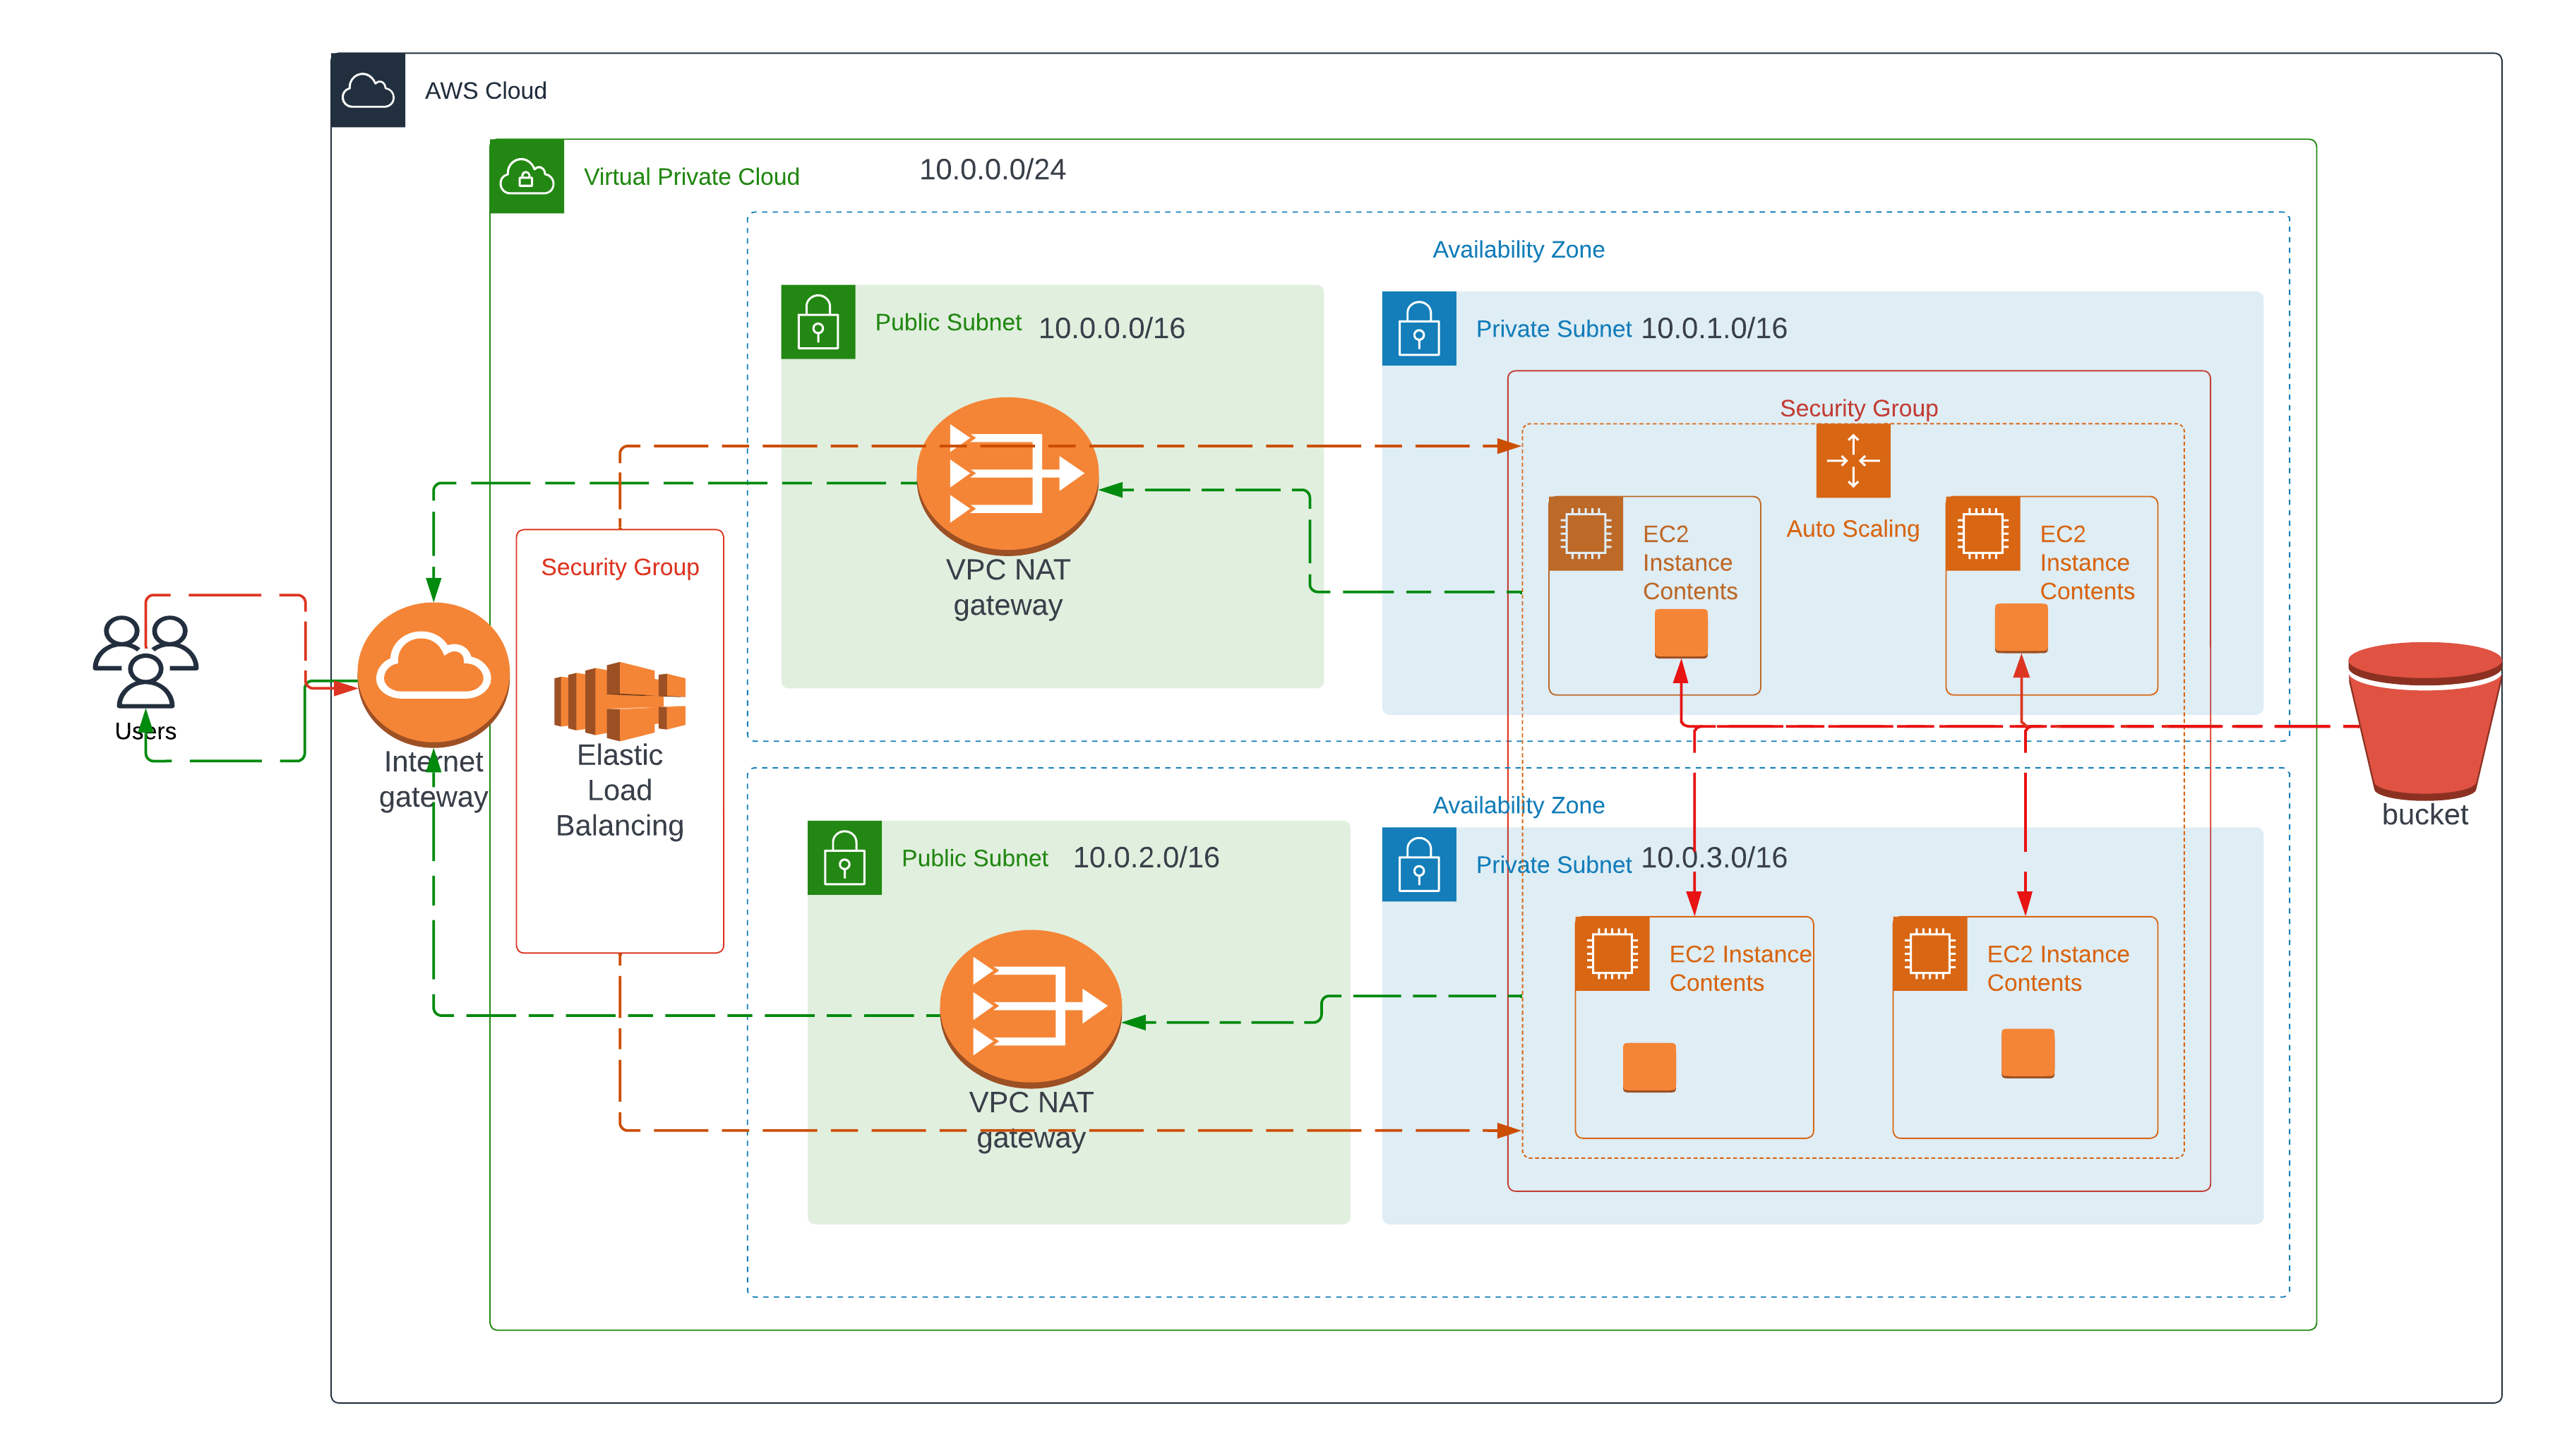 AWS Cloud
Virtual Private Cloud
10.0.0.0/24
Availability Zone
Public Subnet
10.0.0.0/16
Private Subnet
10.0.1.0/16
Security Group
Auto Scaling
EC2
Instance
Contents
EC2
Instance
Contents
VPC NAT
gateway
Security Group
Elastic
Load
Balancing
Users
Internet
gateway
bucket
Availability Zone
Public Subnet
10.0.2.0/16
Private Subnet
10.0.3.0/16
EC2 Instance
Contents
EC2 Instance
Contents
VPC NAT
gateway